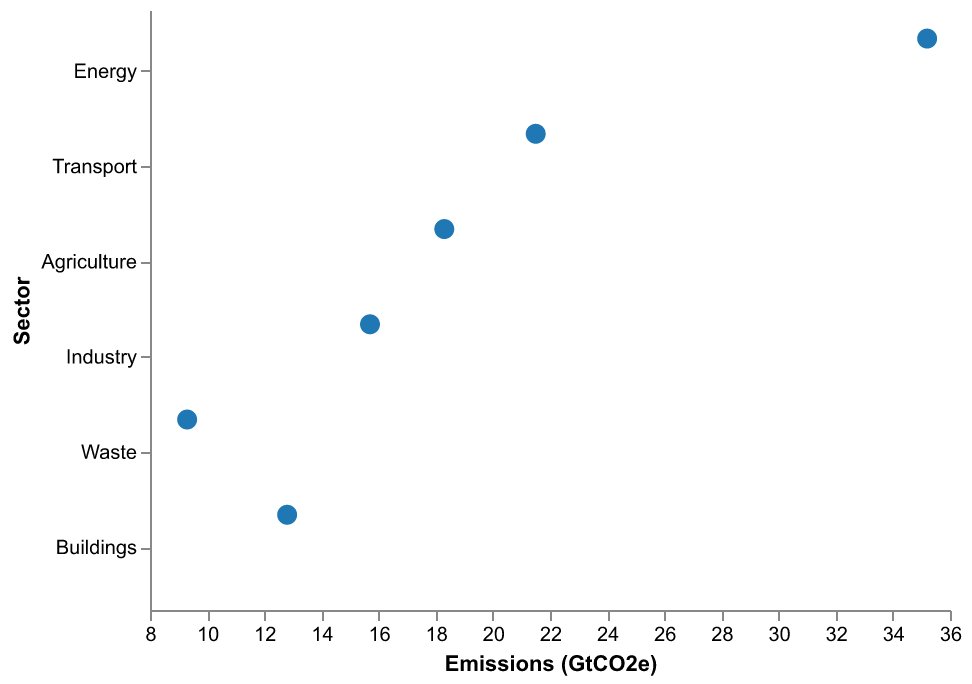 Energy
Transport
Agriculture
Industry
Waste
Buildings
Sector
8 10 12 14 16 18 20 22 24 26 28 30 32 34 36
Emissions (GtCO2e)